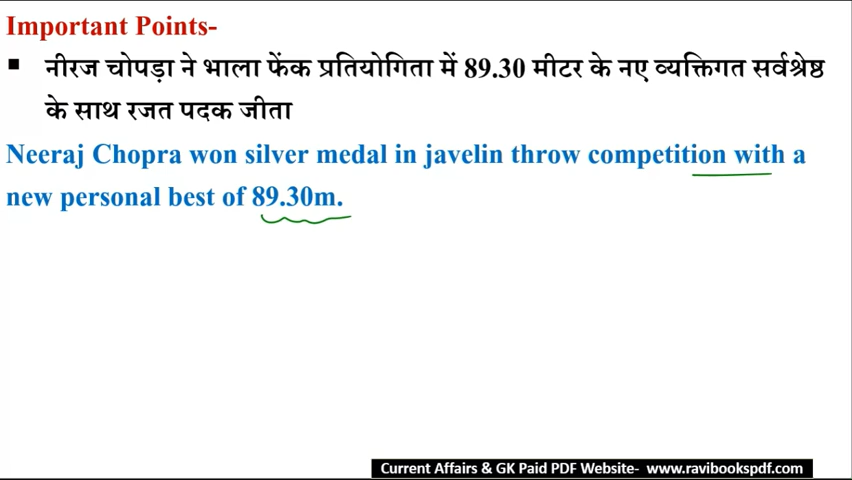 Important Points-
▪ नीरज चोपड़ा ने भाला फेंक प्रतियोगिता में 89.30 मीटर के नए व्यक्तिगत सर्वश्रेष्ठ
के साथ रजत पदक जीता
Neeraj Chopra won silver medal in javelin throw competition with a
new personal best of 89.30m.
Current Affairs & GK Paid PDF Website- www.ravibookspdf.com